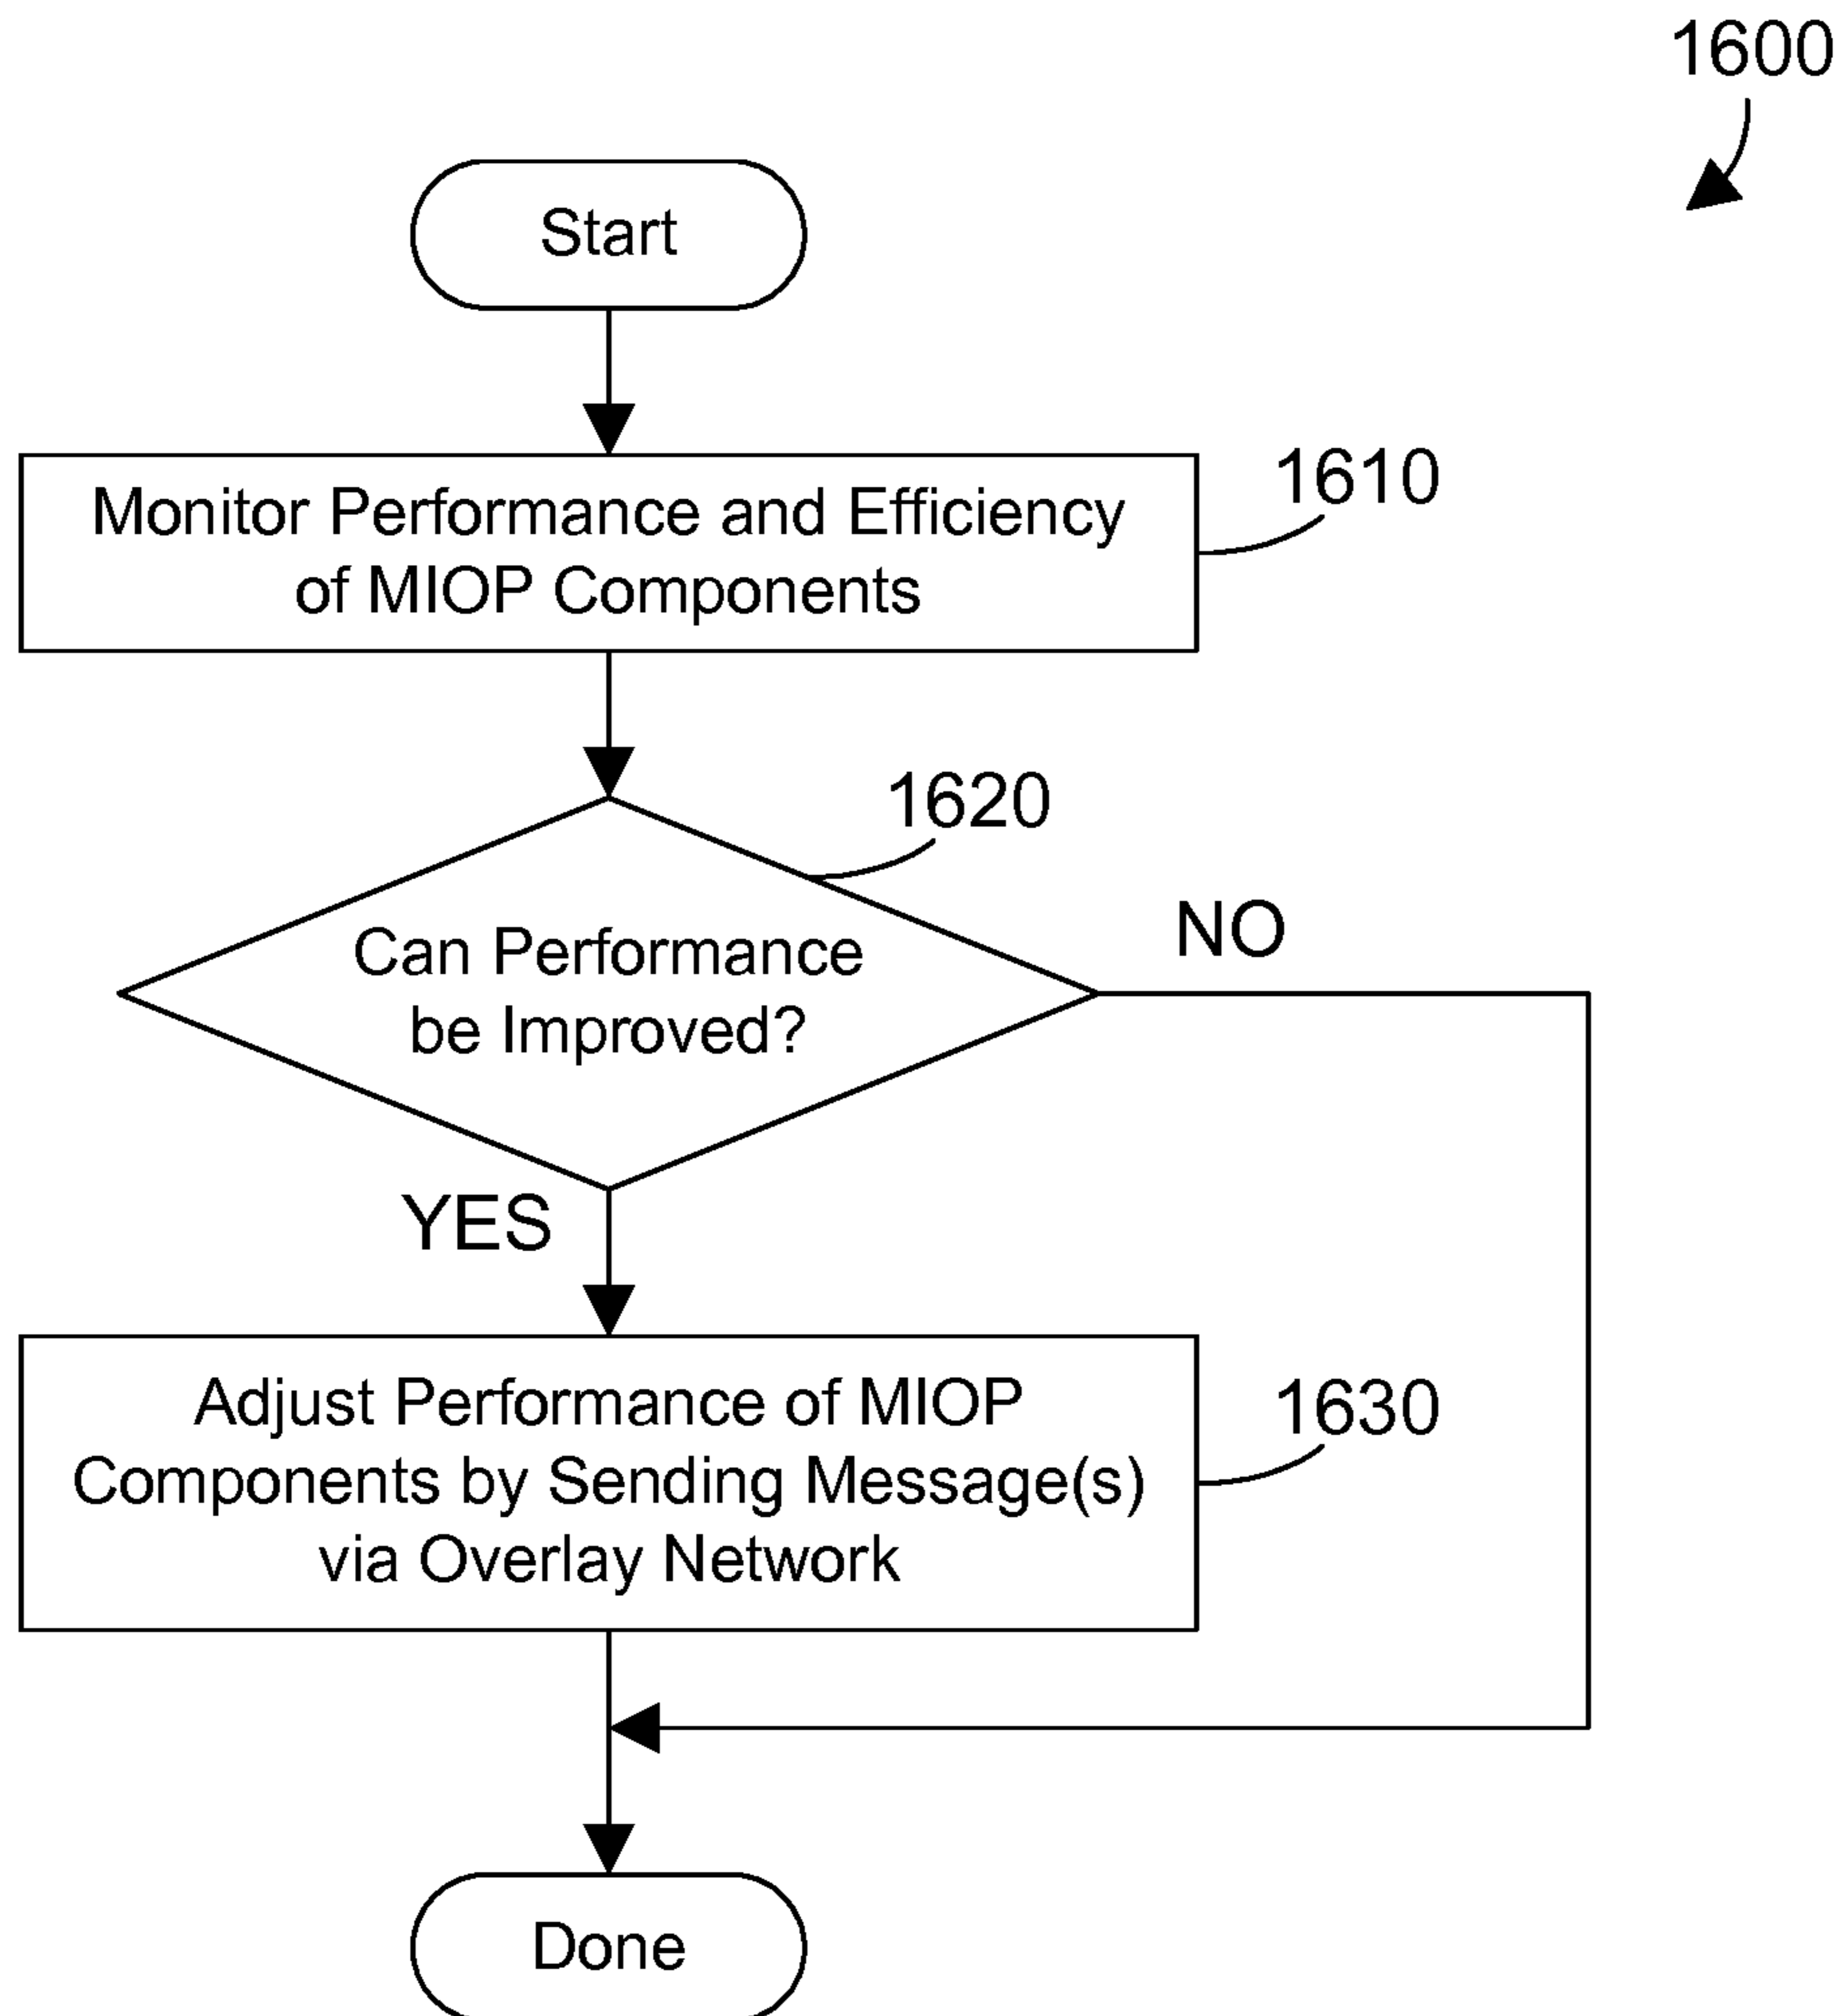 1600
Start
Monitor Performance and Efficiency
of MIOP Components
1610
1620
Can Performance
be Improved?
NO
YES
Adjust Performance of MIOP
Components by Sending Message(s)
via Overlay Network
1630
Done